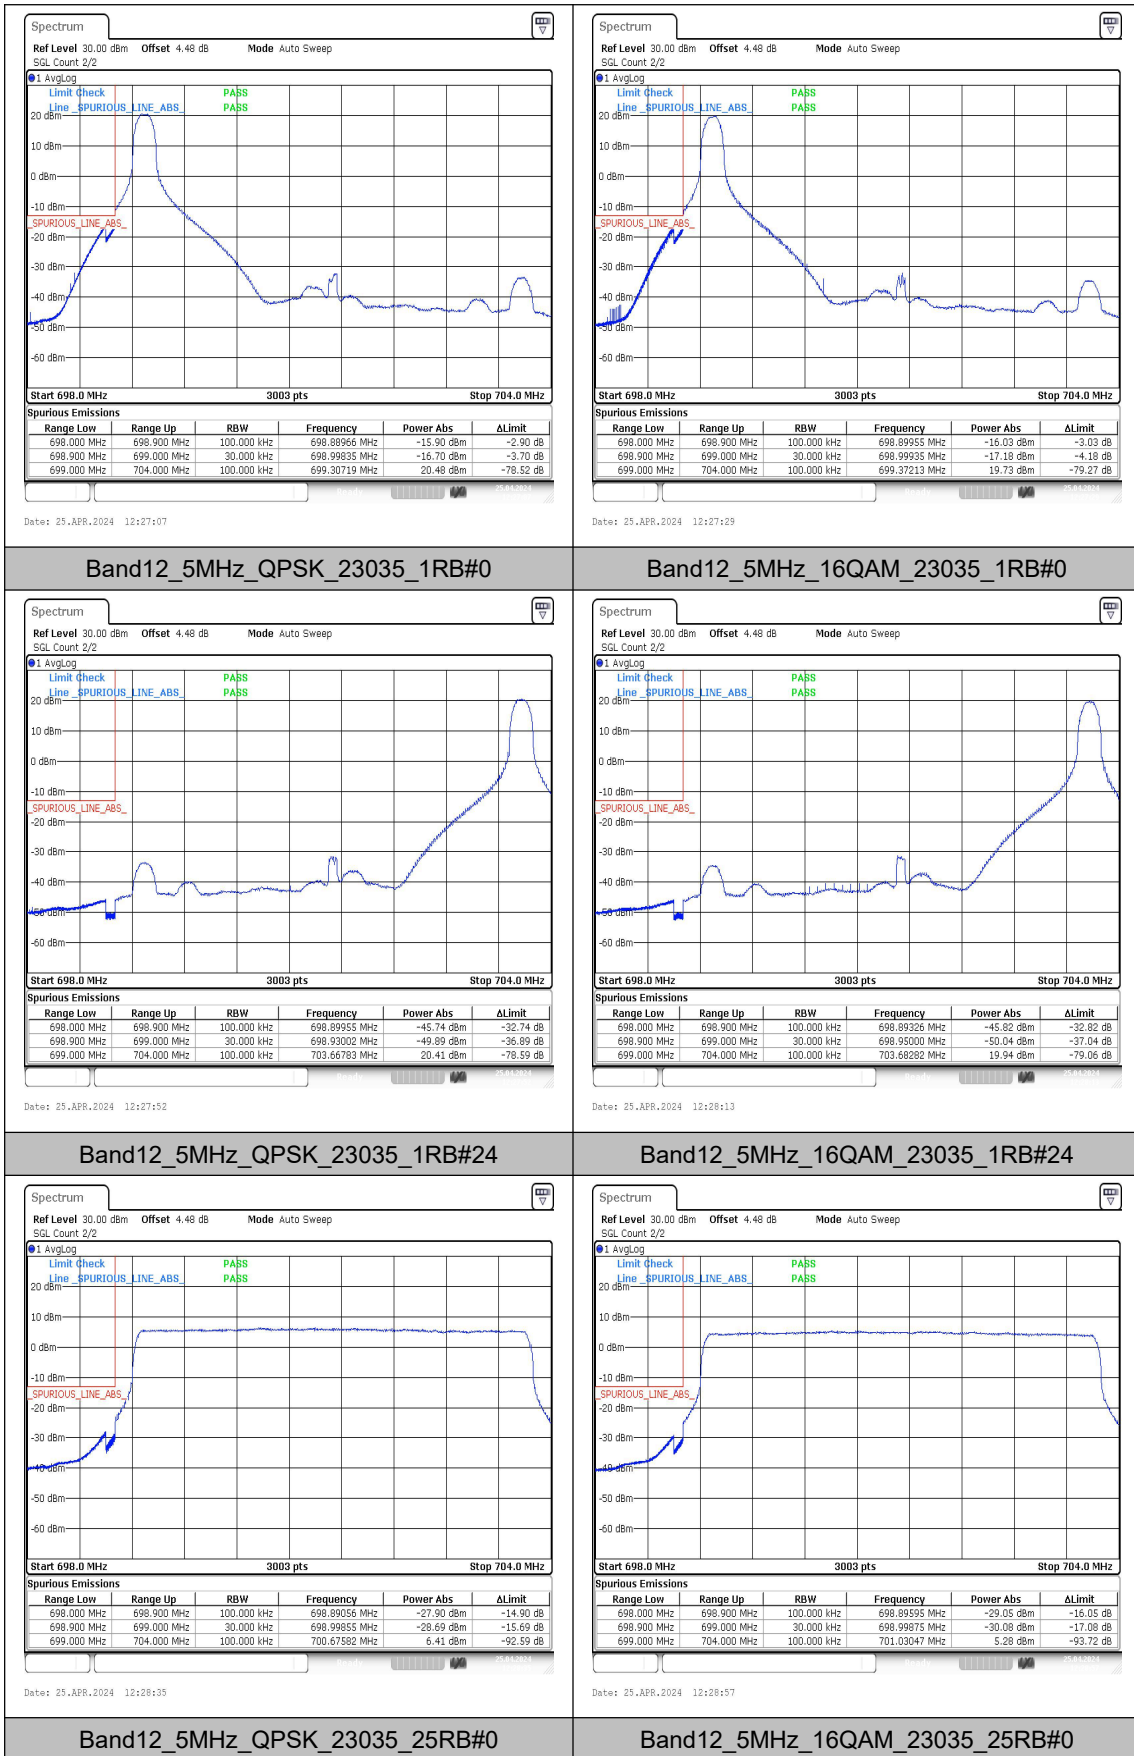 Spectrum
Ref Level 30.00 dBm Offset 4.48 dB Mode Auto Sweep
SGL Count 2/2
1 AvgLog
Limit Check PASS
Line _SPURIOUS_LINE_ABS_ PASS
20 dBm
10 dBm
0 dBm
-10 dBm
_SPURIOUS_LINE_ABS_
-20 dBm
-30 dBm
-40 dBm
-50 dBm
-60 dBm
Start 698.0 MHz 3003 pts Stop 704.0 MHz
Spurious Emissions
Range Low Range Up RBW Frequency Power Abs ΔLimit
698.000 MHz 698.900 MHz 100.000 kHz 698.88966 MHz -15.90 dBm -2.90 dB
698.900 MHz 699.000 MHz 30.000 kHz 698.99835 MHz -16.70 dBm -3.70 dB
699.000 MHz 704.000 MHz 100.000 kHz 699.30719 MHz 20.48 dBm -78.52 dB
25.04.2024
Date: 25.APR.2024 12:27:07
Band12_5MHz_QPSK_23035_1RB#0
Spectrum
Ref Level 30.00 dBm Offset 4.48 dB Mode Auto Sweep
SGL Count 2/2
1 AvgLog
Limit Check PASS
Line _SPURIOUS_LINE_ABS_ PASS
20 dBm
10 dBm
0 dBm
-10 dBm
_SPURIOUS_LINE_ABS_
-20 dBm
-30 dBm
-40 dBm
-50 dBm
-60 dBm
Start 698.0 MHz 3003 pts Stop 704.0 MHz
Spurious Emissions
Range Low Range Up RBW Frequency Power Abs ΔLimit
698.000 MHz 698.900 MHz 100.000 kHz 698.89955 MHz -16.03 dBm -3.03 dB
698.900 MHz 699.000 MHz 30.000 kHz 698.99935 MHz -17.18 dBm -4.18 dB
699.000 MHz 704.000 MHz 100.000 kHz 699.37213 MHz 19.73 dBm -79.27 dB
25.04.2024
Date: 25.APR.2024 12:27:29
Band12_5MHz_16QAM_23035_1RB#0
Spectrum
Ref Level 30.00 dBm Offset 4.48 dB Mode Auto Sweep
SGL Count 2/2
1 AvgLog
Limit Check PASS
Line _SPURIOUS_LINE_ABS_ PASS
20 dBm
10 dBm
0 dBm
-10 dBm
_SPURIOUS_LINE_ABS_
-20 dBm
-30 dBm
-40 dBm
-50 dBm
-60 dBm
Start 698.0 MHz 3003 pts Stop 704.0 MHz
Spurious Emissions
Range Low Range Up RBW Frequency Power Abs ΔLimit
698.000 MHz 698.900 MHz 100.000 kHz 698.89955 MHz -45.74 dBm -32.74 dB
698.900 MHz 699.000 MHz 30.000 kHz 698.93002 MHz -49.89 dBm -36.89 dB
699.000 MHz 704.000 MHz 100.000 kHz 703.66783 MHz 20.41 dBm -78.59 dB
25.04.2024
Date: 25.APR.2024 12:27:52
Band12_5MHz_QPSK_23035_1RB#24
Spectrum
Ref Level 30.00 dBm Offset 4.48 dB Mode Auto Sweep
SGL Count 2/2
1 AvgLog
Limit Check PASS
Line _SPURIOUS_LINE_ABS_ PASS
20 dBm
10 dBm
0 dBm
-10 dBm
_SPURIOUS_LINE_ABS_
-20 dBm
-30 dBm
-40 dBm
-50 dBm
-60 dBm
Start 698.0 MHz 3003 pts Stop 704.0 MHz
Spurious Emissions
Range Low Range Up RBW Frequency Power Abs ΔLimit
698.000 MHz 698.900 MHz 100.000 kHz 698.89326 MHz -45.82 dBm -32.82 dB
698.900 MHz 699.000 MHz 30.000 kHz 698.95000 MHz -50.04 dBm -37.04 dB
699.000 MHz 704.000 MHz 100.000 kHz 703.68282 MHz 19.94 dBm -79.06 dB
25.04.2024
Date: 25.APR.2024 12:28:13
Band12_5MHz_16QAM_23035_1RB#24
Spectrum
Ref Level 30.00 dBm Offset 4.48 dB Mode Auto Sweep
SGL Count 2/2
1 AvgLog
Limit Check PASS
Line _SPURIOUS_LINE_ABS_ PASS
20 dBm
10 dBm
0 dBm
-10 dBm
_SPURIOUS_LINE_ABS_
-20 dBm
-30 dBm
-40 dBm
-50 dBm
-60 dBm
Start 698.0 MHz 3003 pts Stop 704.0 MHz
Spurious Emissions
Range Low Range Up RBW Frequency Power Abs ΔLimit
698.000 MHz 698.900 MHz 100.000 kHz 698.89056 MHz -27.90 dBm -14.90 dB
698.900 MHz 699.000 MHz 30.000 kHz 698.99855 MHz -28.69 dBm -15.69 dB
699.000 MHz 704.000 MHz 100.000 kHz 700.67582 MHz 6.41 dBm -92.59 dB
25.04.2024
Date: 25.APR.2024 12:28:35
Band12_5MHz_QPSK_23035_25RB#0
Spectrum
Ref Level 30.00 dBm Offset 4.48 dB Mode Auto Sweep
SGL Count 2/2
1 AvgLog
Limit Check PASS
Line _SPURIOUS_LINE_ABS_ PASS
20 dBm
10 dBm
0 dBm
-10 dBm
_SPURIOUS_LINE_ABS_
-20 dBm
-30 dBm
-40 dBm
-50 dBm
-60 dBm
Start 698.0 MHz 3003 pts Stop 704.0 MHz
Spurious Emissions
Range Low Range Up RBW Frequency Power Abs ΔLimit
698.000 MHz 698.900 MHz 100.000 kHz 698.89595 MHz -29.05 dBm -16.05 dB
698.900 MHz 699.000 MHz 30.000 kHz 698.99875 MHz -30.08 dBm -17.08 dB
699.000 MHz 704.000 MHz 100.000 kHz 701.03047 MHz 5.28 dBm -93.72 dB
25.04.2024
Date: 25.APR.2024 12:28:57
Band12_5MHz_16QAM_23035_25RB#0